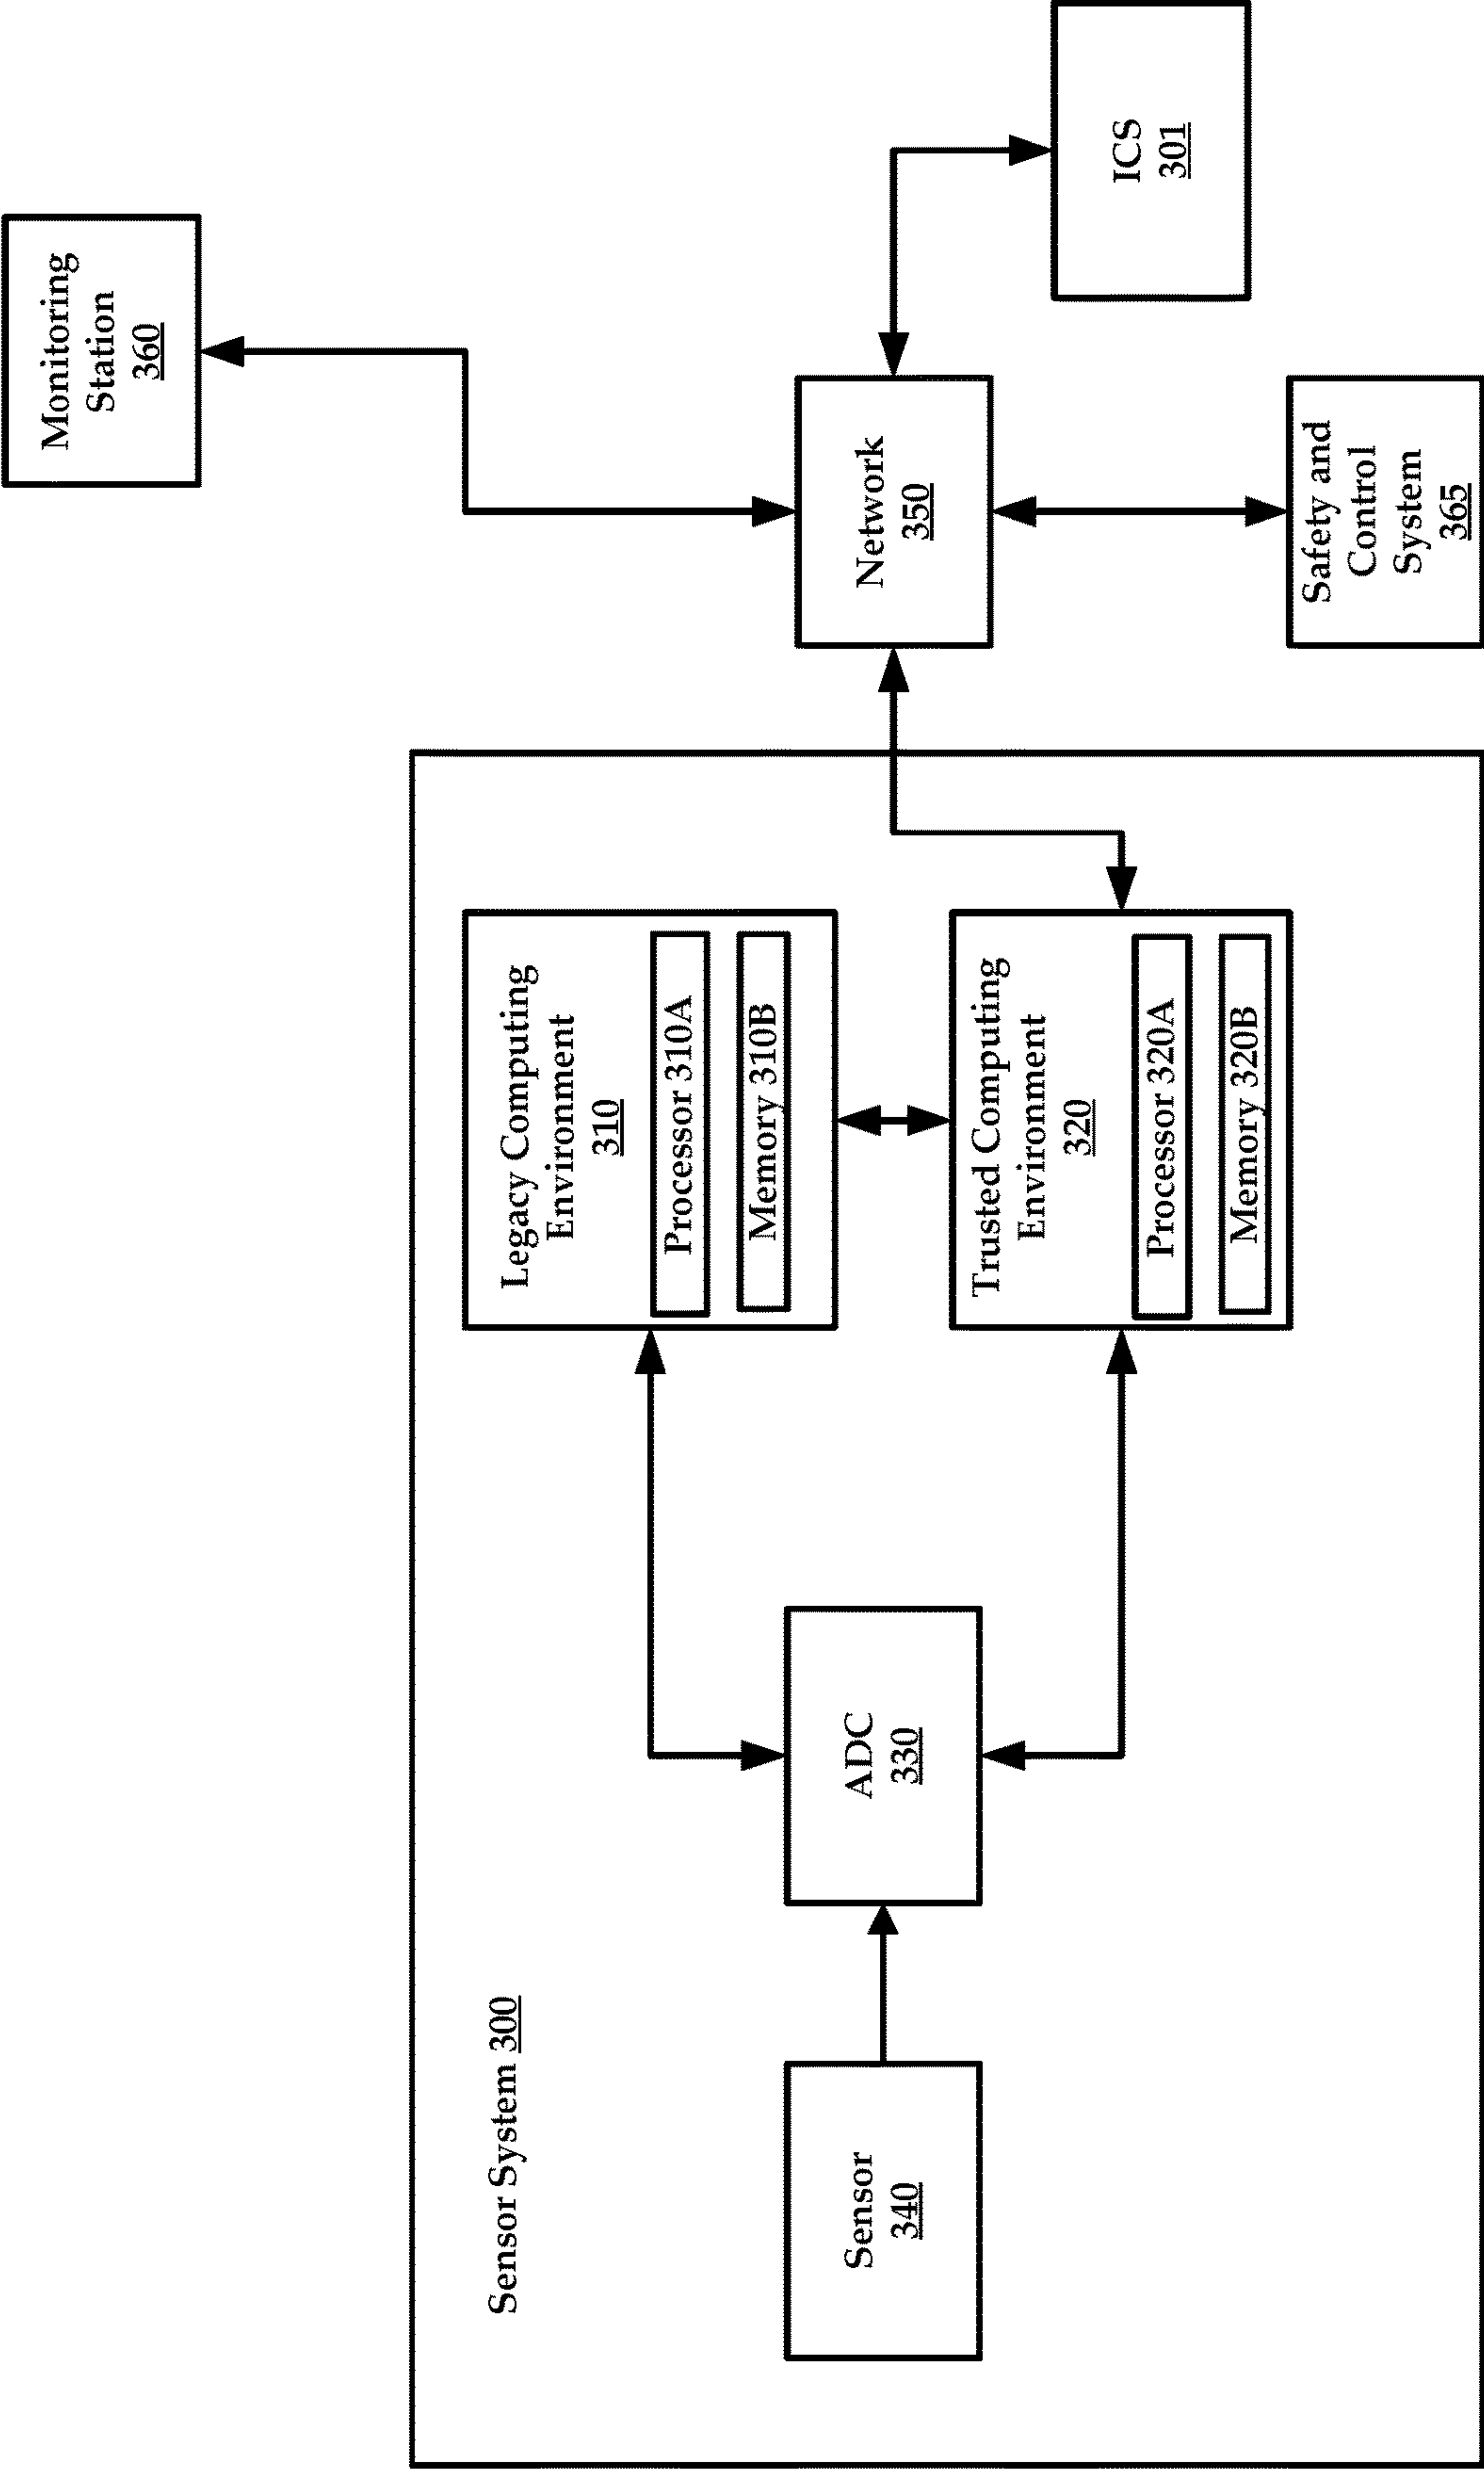 Sensor System 300
Sensor
340
ADC
330
Legacy Computing
Environment
310
Processor 310A
Memory 310B
Trusted Computing
Environment
320
Processor 320A
Memory 320B
Monitoring
Station
360
Network
350
Safety and
Control
System
365
ICS
301